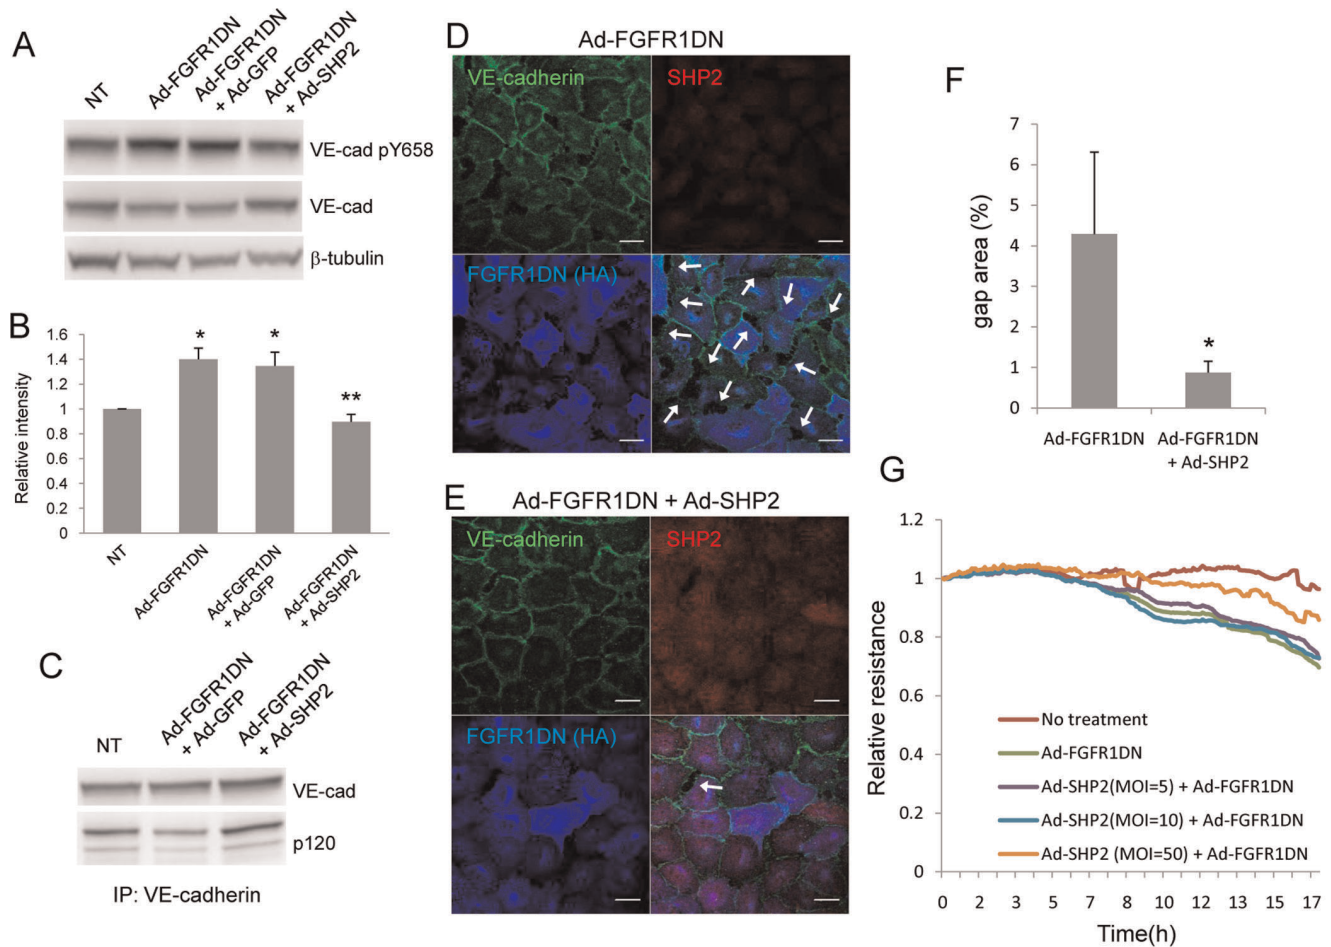 A
NT
Ad-FGFR1DN
Ad-FGFR1DN
+ Ad-GFP
Ad-FGFR1DN
+ Ad-SHP2
VE-cad pY658
VE-cad
β-tubulin
B
Relative intensity
1.6
1.4
1.2
1
0.8
0.6
0.4
0.2
0
*
*
**
NT
Ad-FGFR1DN
Ad-FGFR1DN
+ Ad-GFP
Ad-FGFR1DN
+ Ad-SHP2
C
NT
Ad-FGFR1DN
+ Ad-GFP
Ad-FGFR1DN
+ Ad-SHP2
VE-cad
p120
IP: VE-cadherin
D
Ad-FGFR1DN
VE-cadherin
SHP2
FGFR1DN (HA)
E
Ad-FGFR1DN + Ad-SHP2
VE-cadherin
SHP2
FGFR1DN (HA)
F
gap area (%)
7
6
5
4
3
2
1
0
*
Ad-FGFR1DN
Ad-FGFR1DN
+ Ad-SHP2
G
Relative resistance
1.2
1
0.8
0.6
0.4
0.2
0
No treatment
Ad-FGFR1DN
Ad-SHP2(MOI=5) + Ad-FGFR1DN
Ad-SHP2(MOI=10) + Ad-FGFR1DN
Ad-SHP2 (MOI=50) + Ad-FGFR1DN
0 2 3 5 7 8 10 12 13 15 17
Time(h)